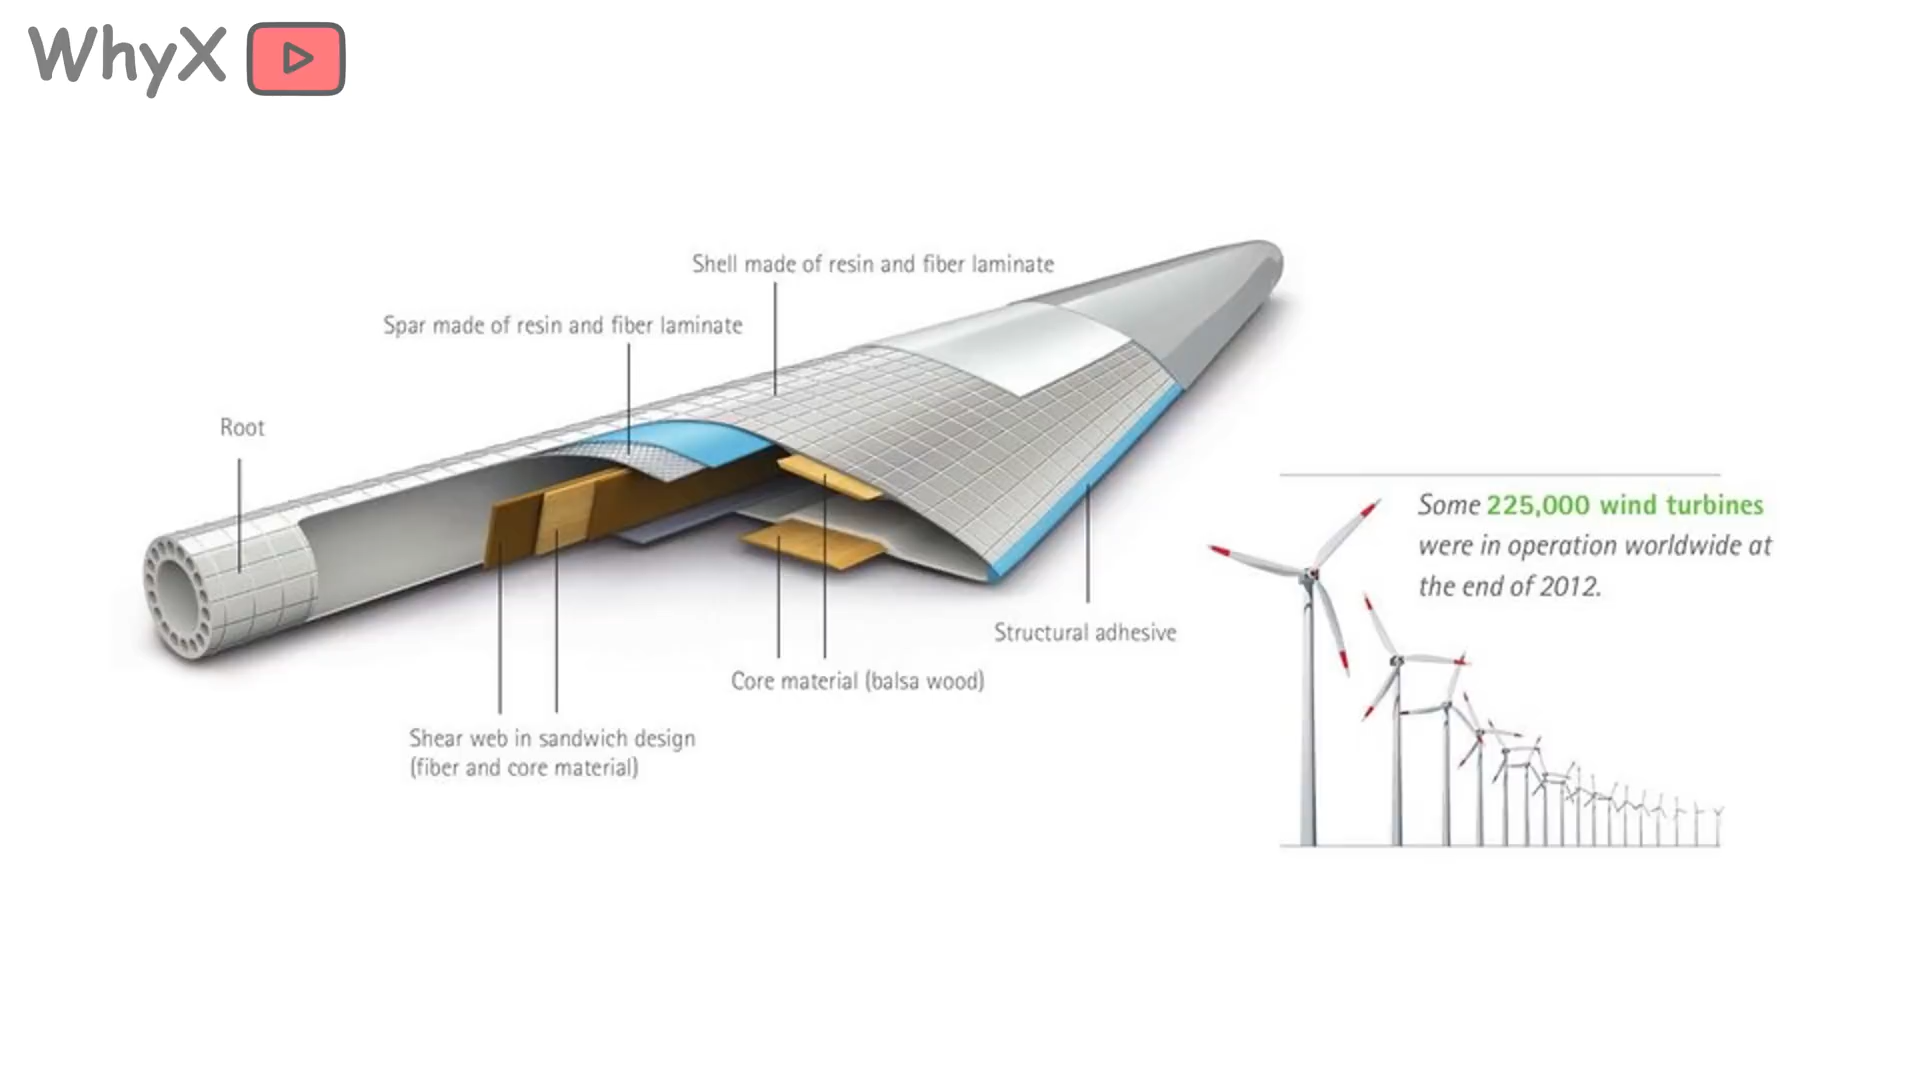 WhyX
Shell made of resin and fiber laminate
Spar made of resin and fiber laminate
Root
Some 225,000 wind turbines
were in operation worldwide at
the end of 2012.
Structural adhesive
Core material (balsa wood)
Shear web in sandwich design
(fiber and core material)